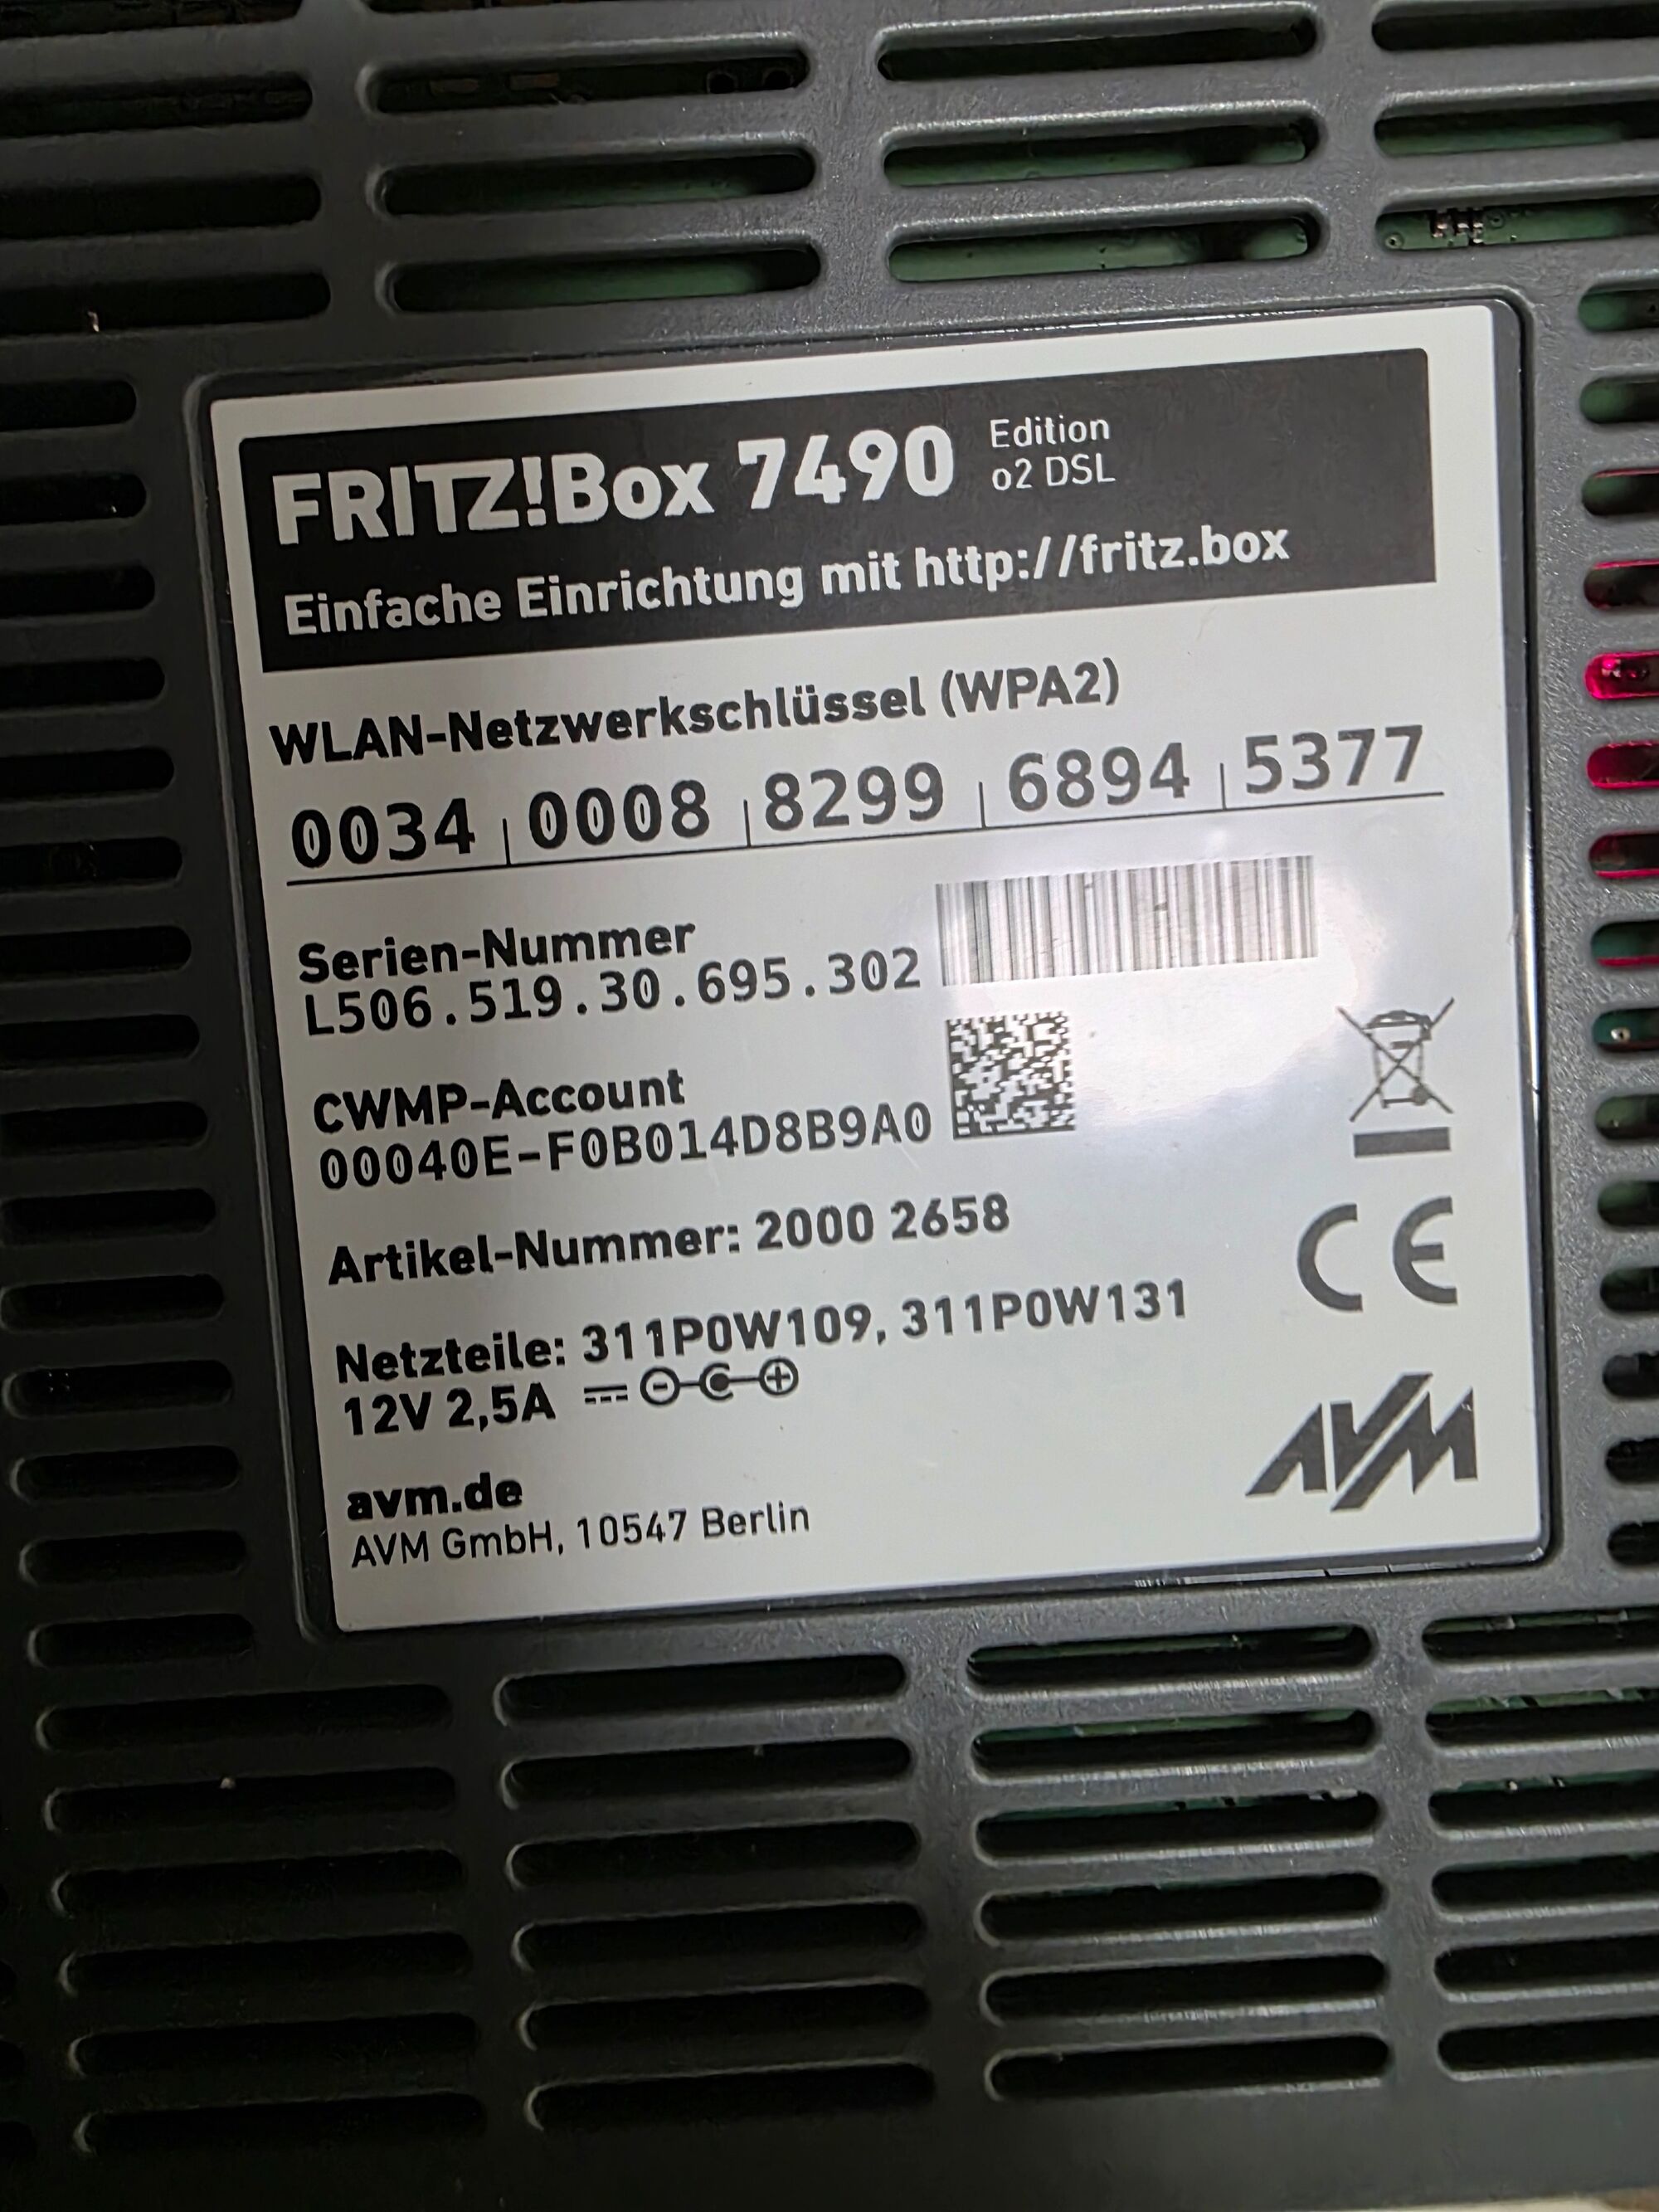 FRITZ!Box 7490 Edition
o2 DSL
Einfache Einrichtung mit http://fritz.box
WLAN-Netzwerkschlüssel (WPA2)
0034 0008 8299 6894 5377
Serien-Nummer
L506.519.30.695.302
CWMP-Account
00040E-F0B014D8B9A0
Artikel-Nummer: 2000 2658
Netzteile: 311P0W109, 311P0W131
12V 2,5A
CE
avm.de
AVM GmbH, 10547 Berlin
AVM